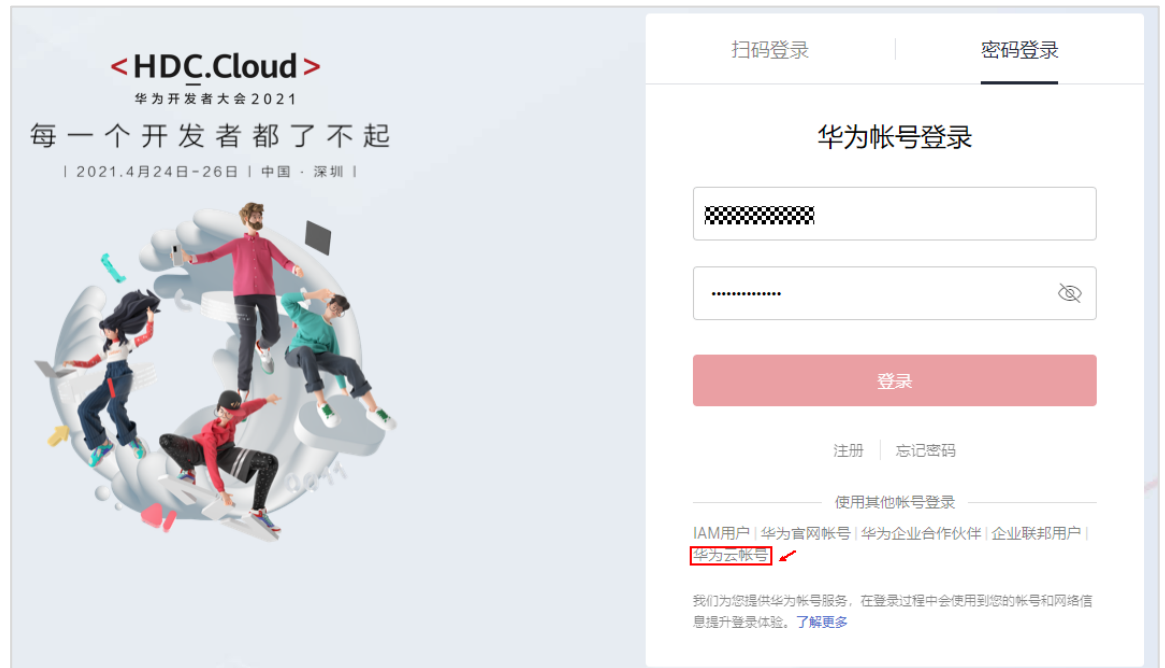 <HDC.Cloud>
华为开发者大会2021
每一个开发者都了不起
| 2021.4月24日-26日 | 中国 · 深圳 |
扫码登录 密码登录
华为帐号登录
登录
注册 | 忘记密码
使用其他帐号登录
IAM用户 | 华为官网帐号 | 华为企业合作伙伴 | 企业联邦用户 |
华为云帐号
我们为您提供华为帐号服务，在登录过程中会使用到您的帐号和网络信
息提升登录体验。了解更多